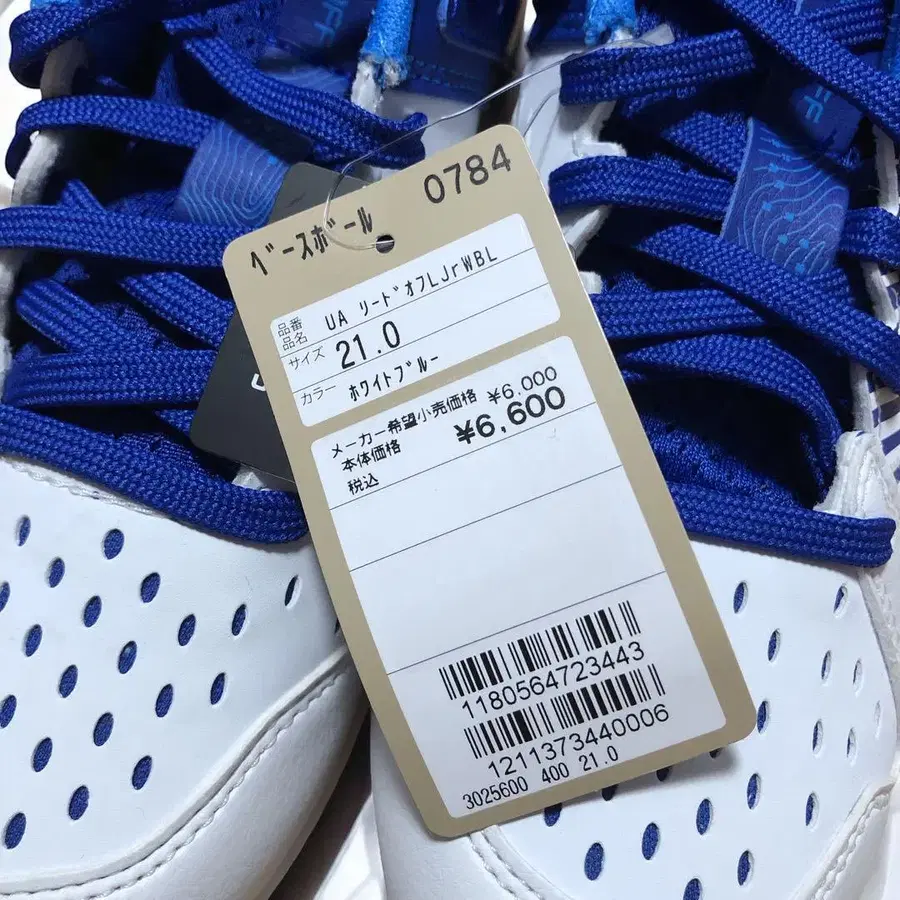 0784
ﾍﾞｰｽﾎﾞｰﾙ
品番
品名 UA ﾘｰﾄﾞｵﾌLJrWBL
サイズ 21.0
カラー ﾎﾜｲﾄﾌﾞﾙｰ
メーカー希望小売価格
本体価格 ¥6,000
税込 ¥6,600
1180564723443
1211373440006
3025600 400 21.0